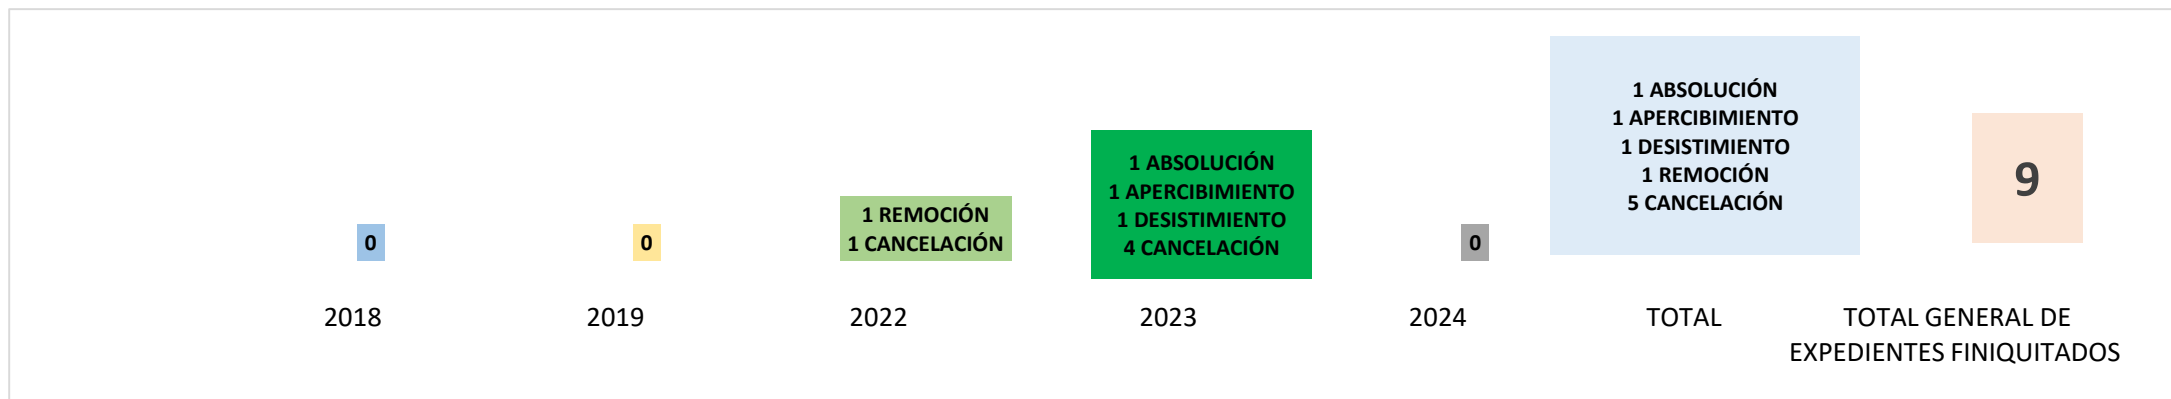 0
0
1 REMOCIÓN
1 CANCELACIÓN
1 ABSOLUCIÓN
1 APERCIBIMIENTO
1 DESISTIMIENTO
4 CANCELACIÓN
0
1 ABSOLUCIÓN
1 APERCIBIMIENTO
1 DESISTIMIENTO
1 REMOCIÓN
5 CANCELACIÓN
9
2018
2019
2022
2023
2024
TOTAL
TOTAL GENERAL DE
EXPEDIENTES FINIQUITADOS